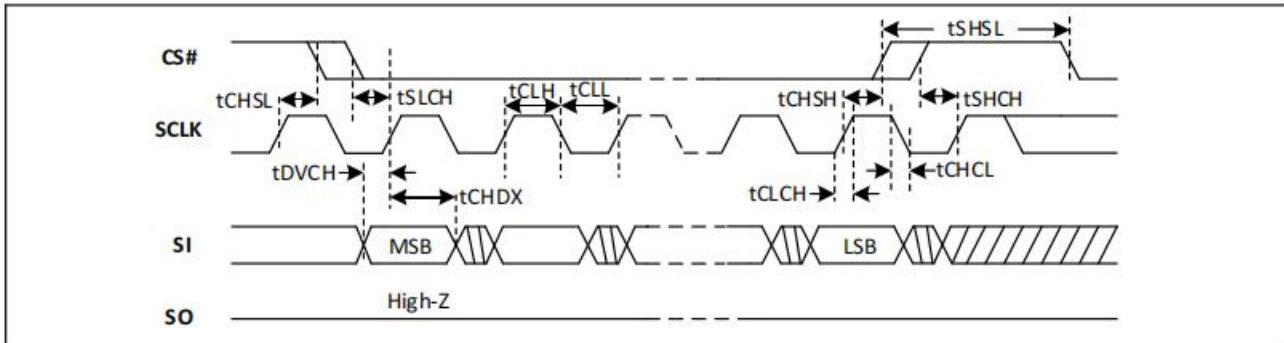 tSHSL
CS#
tCHSL
tSLCH
tCLH
tCLL
tCHSH
tSHCH
SCLK
tDVCH
tCHDX
tCLCH
tCHCL
SI
MSB
LSB
High-Z
SO